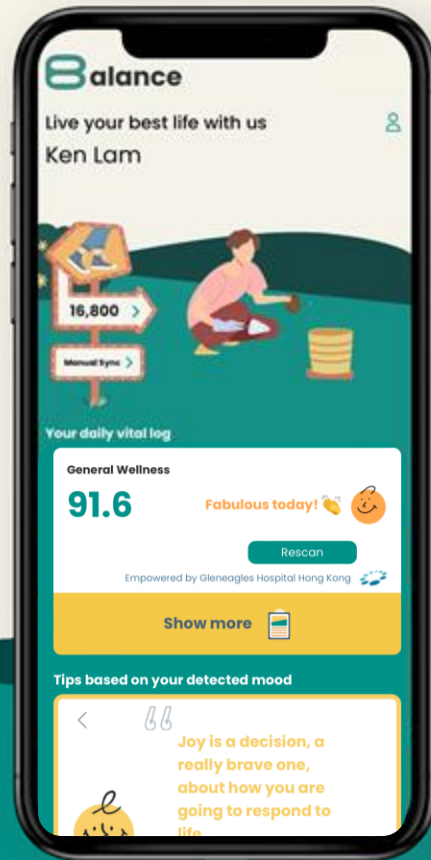 Balance
Live your best life with us
Ken Lam
16,800
Manual Sync
Your daily vital log
General Wellness
91.6
Fabulous today!
Rescan
Empowered by Gleneagles Hospital Hong Kong
Show more
Tips based on your detected mood
Joy is a decision, a
really brave one,
about how you are
going to respond to
life